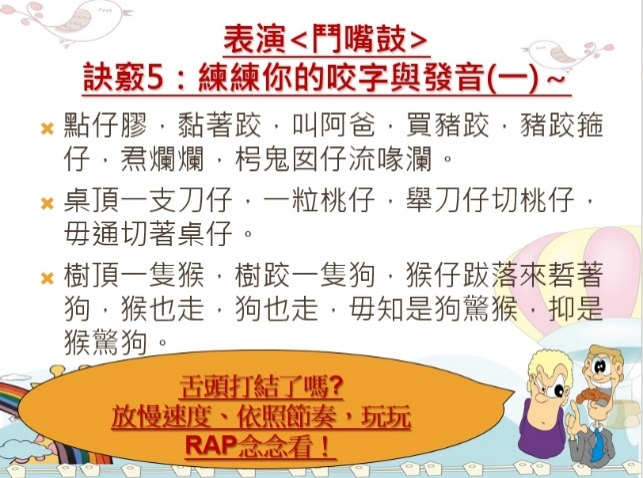 表演<鬥嘴鼓>
訣竅5：練練你的咬字與發音(一)～
點仔膠，黏著跤，叫阿爸，買豬跤，豬跤箍
仔，焄爛爛，枵鬼囡仔流喙瀾。
桌頂一支刀仔，一粒桃仔，舉刀仔切桃仔，
毋通切著桌仔。
樹頂一隻猴，樹跤一隻狗，猴仔跋落來硩著
狗，猴也走，狗也走，毋知是狗驚猴，抑是
猴驚狗。
舌頭打結了嗎?
放慢速度、依照節奏，玩玩
RAP念念看！